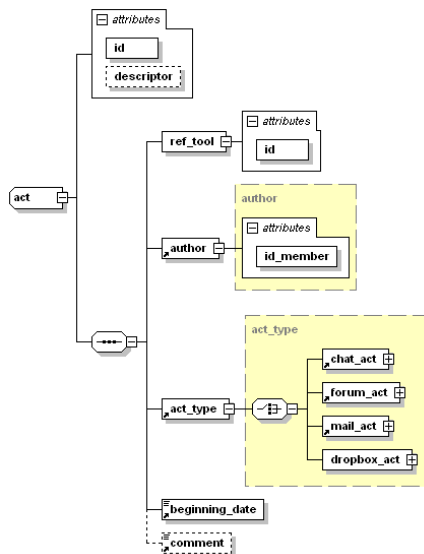 attributes
id
descriptor
attributes
ref_tool
id
act
author
attributes
author
id_member
act_type
chat_act
forum_act
act_type
mail_act
dropbox_act
beginning_date
comment